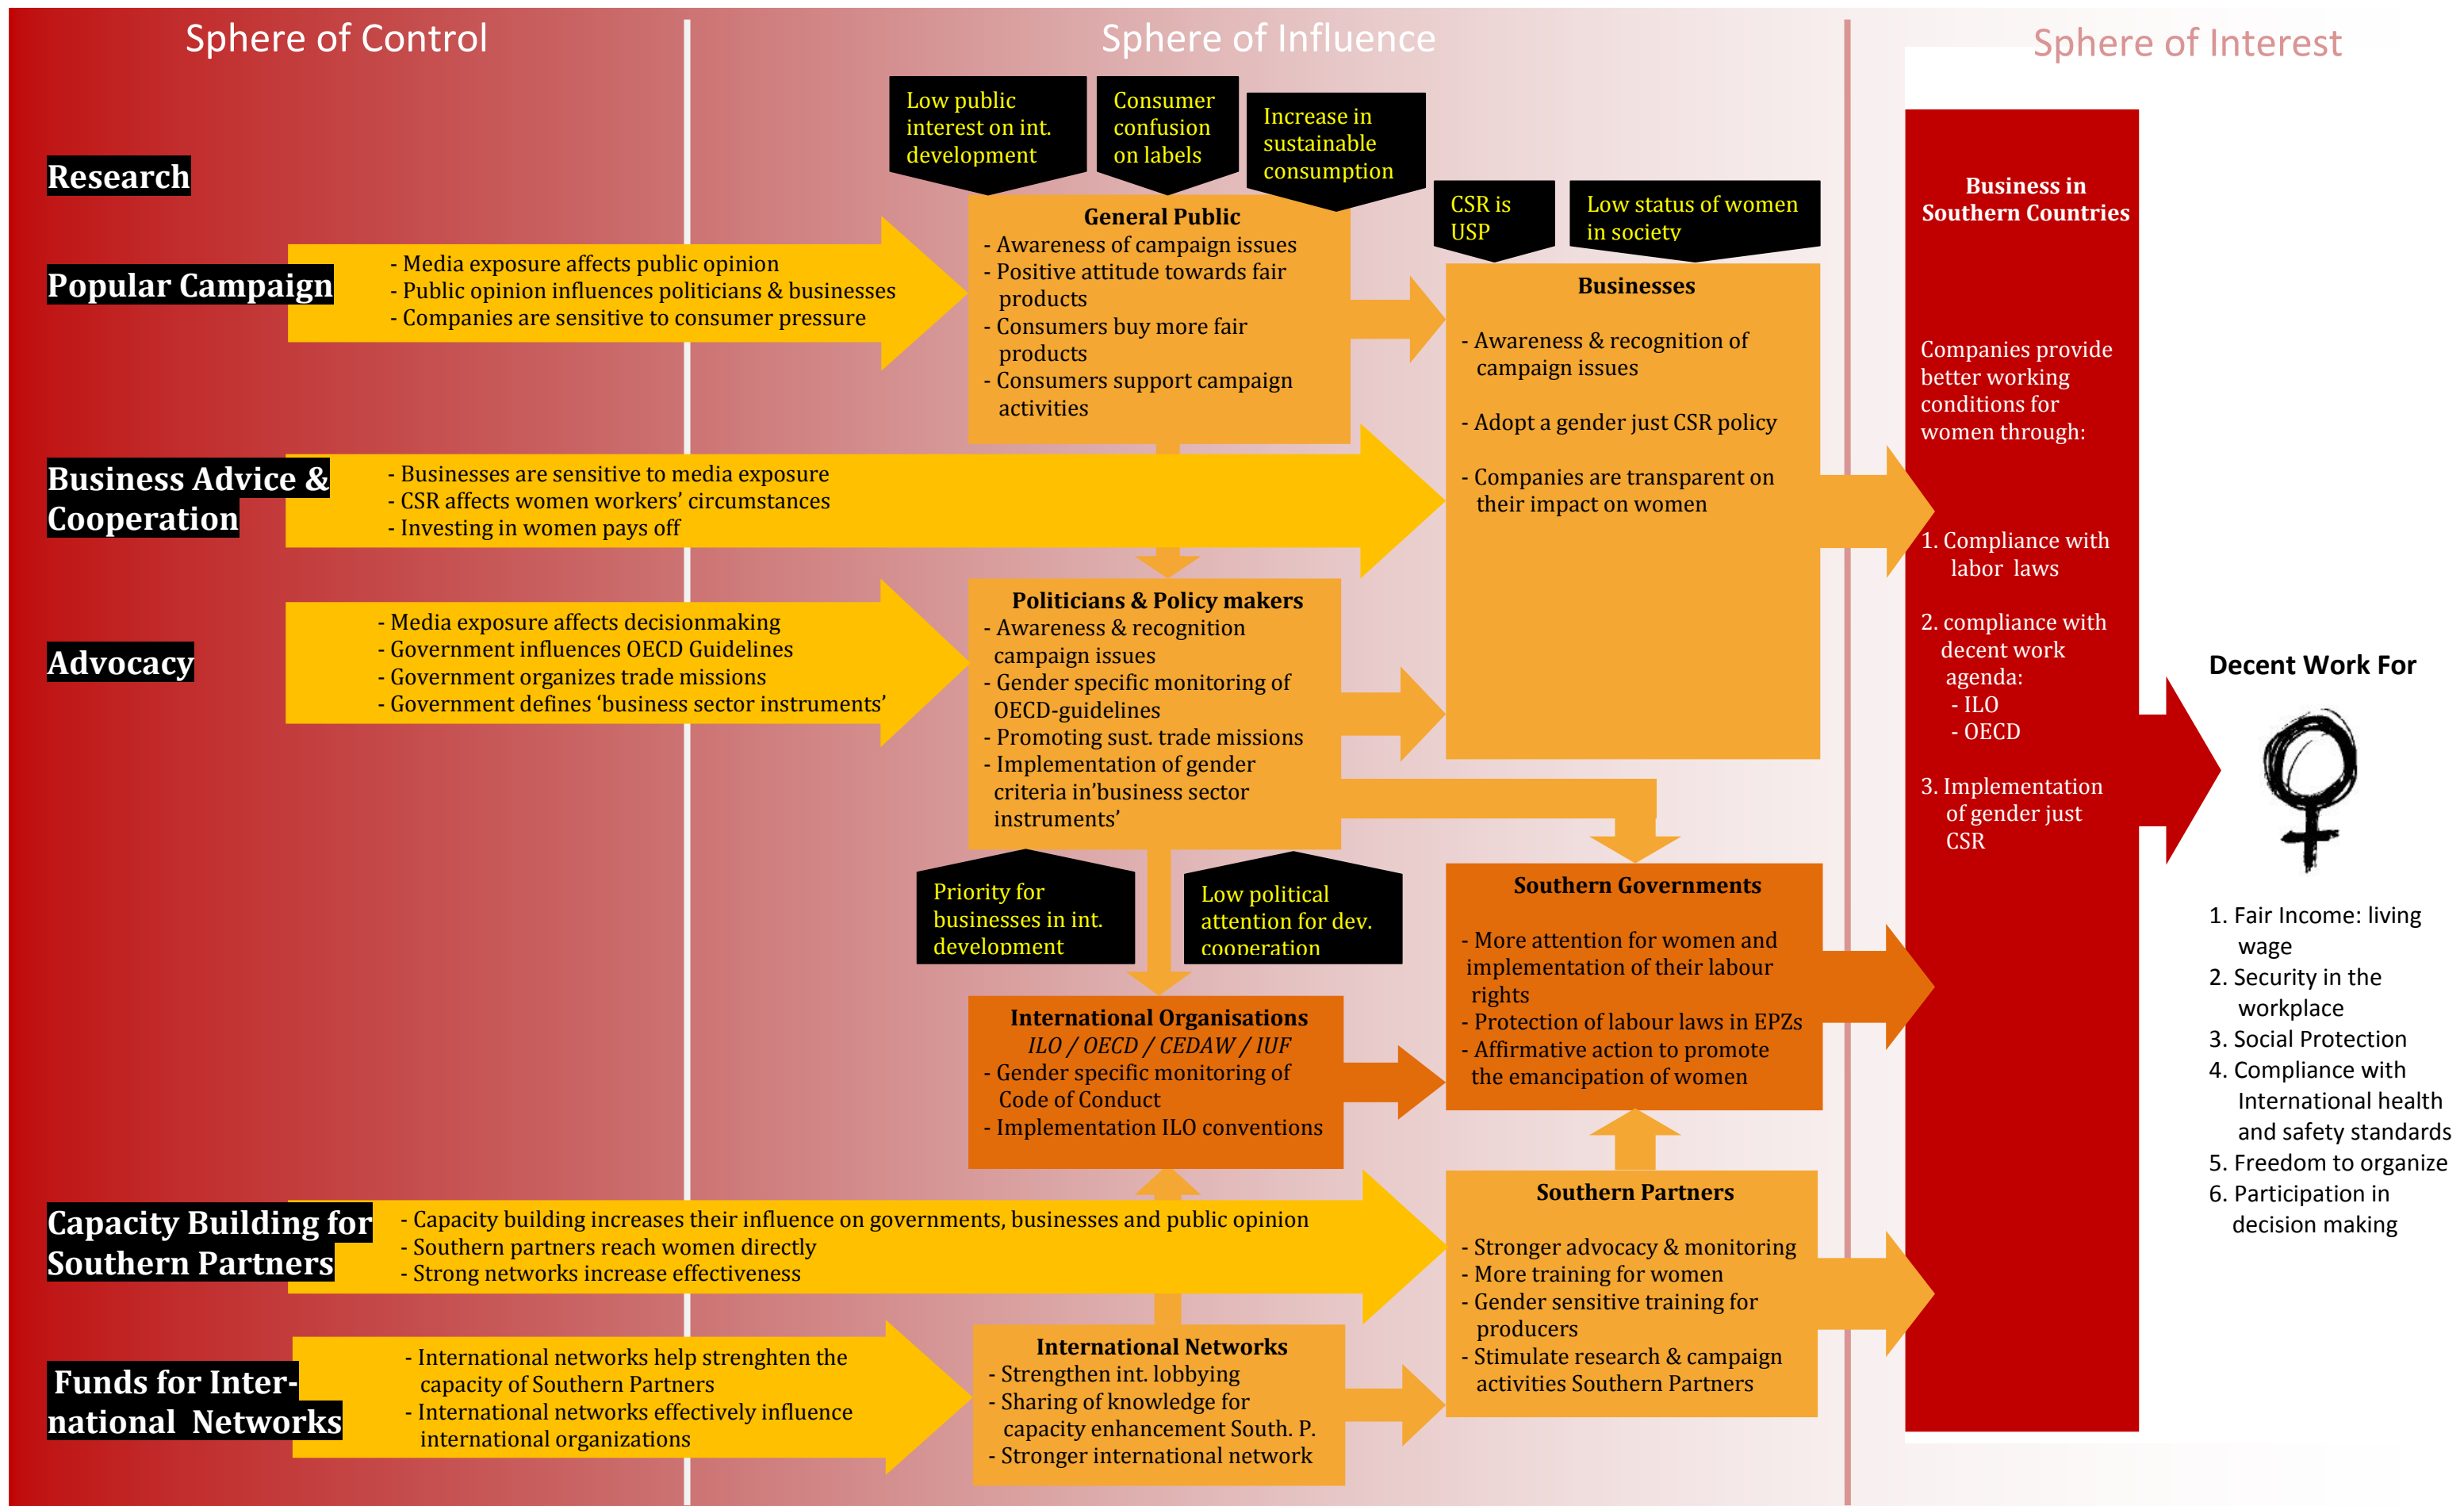 Sphere of Control
Sphere of Influence
Sphere of Interest
Research
Popular Campaign
Business Advice &
Cooperation
Advocacy
Capacity Building for
Southern Partners
Funds for Inter-
national Networks
- Media exposure affects public opinion
- Public opinion influences politicians & businesses
- Companies are sensitive to consumer pressure
- Businesses are sensitive to media exposure
- CSR affects women workers’ circumstances
- Investing in women pays off
- Media exposure affects decisionmaking
- Government influences OECD Guidelines
- Government organizes trade missions
- Government defines ‘business sector instruments’
- Capacity building increases their influence on governments, businesses and public opinion
- Southern partners reach women directly
- Strong networks increase effectiveness
- International networks help strenghten the
capacity of Southern Partners
- International networks effectively influence
international organizations
Low public
interest on int.
development
Consumer
confusion
on labels
Increase in
sustainable
consumption
General Public
- Awareness of campaign issues
- Positive attitude towards fair
products
- Consumers buy more fair
products
- Consumers support campaign
activities
Politicians & Policy makers
- Awareness & recognition
campaign issues
- Gender specific monitoring of
OECD-guidelines
- Promoting sust. trade missions
- Implementation of gender
criteria in’business sector
instruments’
Priority for
businesses in int.
development
Low political
attention for dev.
cooperation
International Organisations
ILO / OECD / CEDAW / IUF
- Gender specific monitoring of
Code of Conduct
- Implementation ILO conventions
International Networks
- Strengthen int. lobbying
- Sharing of knowledge for
capacity enhancement South. P.
- Stronger international network
CSR is
USP
Low status of women
in society
Businesses
- Awareness & recognition of
campaign issues
- Adopt a gender just CSR policy
- Companies are transparent on
their impact on women
Southern Governments
- More attention for women and
implementation of their labour
rights
- Protection of labour laws in EPZs
- Affirmative action to promote
the emancipation of women
Southern Partners
- Stronger advocacy & monitoring
- More training for women
- Gender sensitive training for
producers
- Stimulate research & campaign
activities Southern Partners
Business in
Southern Countries
Companies provide
better working
conditions for
women through:
1. Compliance with
labor laws
2. compliance with
decent work
agenda:
- ILO
- OECD
3. Implementation
of gender just
CSR
Decent Work For
1. Fair Income: living
wage
2. Security in the
workplace
3. Social Protection
4. Compliance with
International health
and safety standards
5. Freedom to organize
6. Participation in
decision making